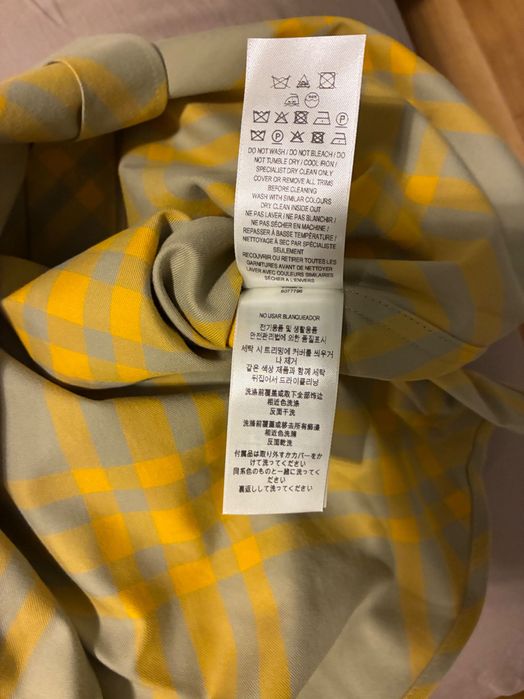 DO NOT WASH / DO NOT BLEACH / DO
NOT TUMBLE DRY / COOL IRON /
SPECIALIST DRY CLEAN ONLY
COVER OR REMOVE ALL TRIMS
BEFORE CLEANING
WASH WITH SIMILAR COLOURS
DRY CLEAN INSIDE OUT
NE PAS LAVER / NE PAS BLANCHIR /
NE PAS SÉCHER EN MACHINE /
REPASSER À BASSE TEMPÉRATURE /
NETTOYAGE À SEC PAR SPÉCIALISTE
SEULEMENT
RECOUVRIR OU RETIRER TOUTES LES
GARNITURES AVANT DE NETTOYER
LAVER AVEC COULEURS SIMILAIRES
SÉCHER À L'ENVERS
6077796
NO USAR BLANQUEADOR
전기용품 및 생활용품
안전관리법에 의한 품질표시
세탁 시 트리밍에 커버를 씌우거
나 제거
같은 색상 제품과 함께 세탁
뒤집어서 드라이클리닝
洗涤前覆盖或取下全部饰边
相近色洗涤
反面干洗
洗滌前覆蓋或移去所有飾邊
相近色洗滌
反面乾洗
付属品は取り外すかカバーをか
けて洗ってください
同系色のものと一緒に洗ってくだ
さい
裏返しして洗ってください